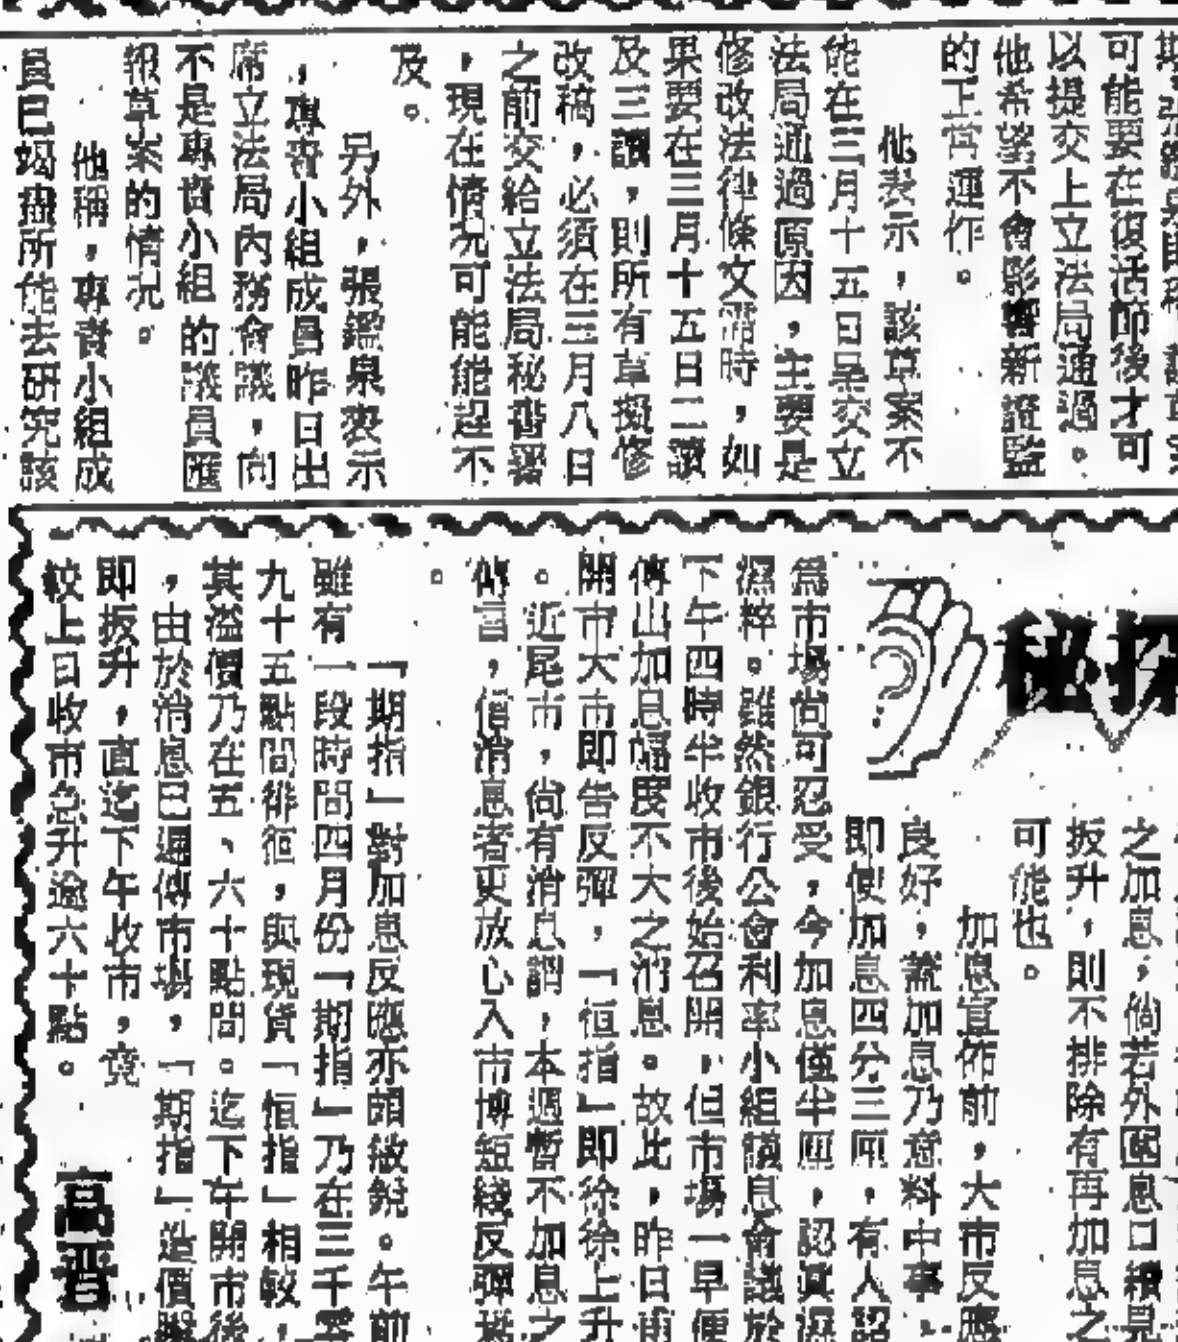 可能要在復活節後才可
以提交上立法局通過。
他希望不會影響新證監
的正常運作。
他表示,該草案不
能在三月十五日呈交立
法局通過原因,主要是
修改法律條文需時,如
果要在三月十五日二讀
及三讀,則所有草擬修
改稿,必須在三月八日
之前交給立法局秘書署
,現在情況可能能趕不
及。
另外,張鑑泉表示
,專責小組成員昨日出
席立法局內務會議,向
不是專責小組的議員匯
報草案的情況。
他稱,專責小組成
員已竭盡所能去研究該
秘探
之加息,倘若外國息口續見
扳升,則不排除有再加息之
可能也。
加息宣佈前,大市反應
良好,蓋加息乃意料中事,
即使加息四分三厘,有人認
為市場尚可忍受,今加息僅半厘,認真濕
濕粹。雖然銀行公會利率小組議息會議於
下午四時半收市後始召開,但市場一早便
傳出加息幅度不大之消息。故此,昨日甫
開市大市即告反彈,「恒指」即徐徐上升
。近尾市,尚有消息謂,本週暫不加息之
傳言,信消息者更放心入市博短綫反彈
。
「期指」對加息反應亦頗敏銳。午前
雖有一段時間四月份「期指」乃在三千零
九十五點間徘徊,與現貨「恒指」相較,
其溢價乃在五、六十點間。迄下午開市後
,由於消息已遍傳市場,「期指」造價
即扳升,直迄下午收市,竟
較上日收市急升逾六十點。
高晉